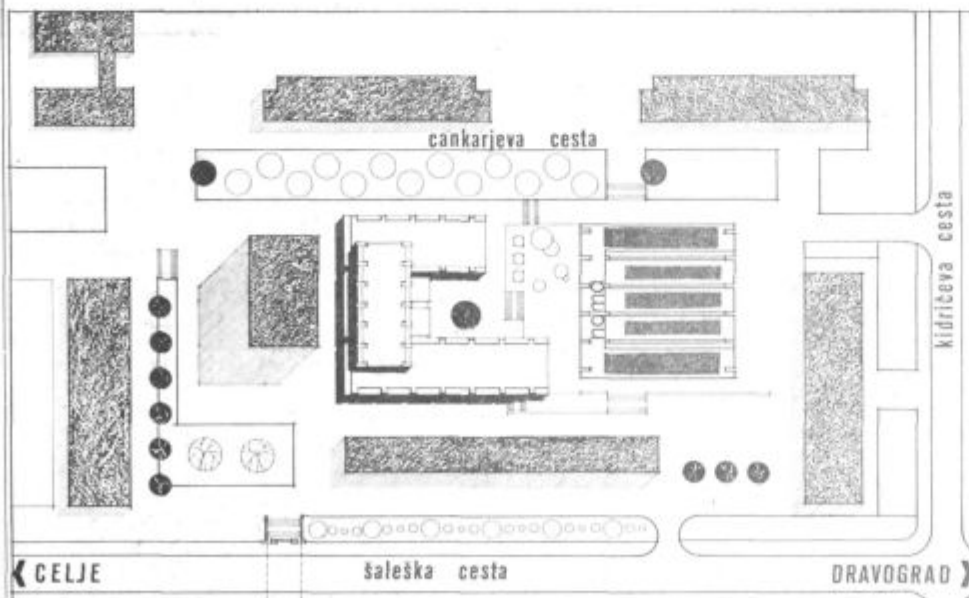 cankarjeva cesta
kidričeva cesta
nama
CELJE
šaleška cesta
DRAVOGRAD